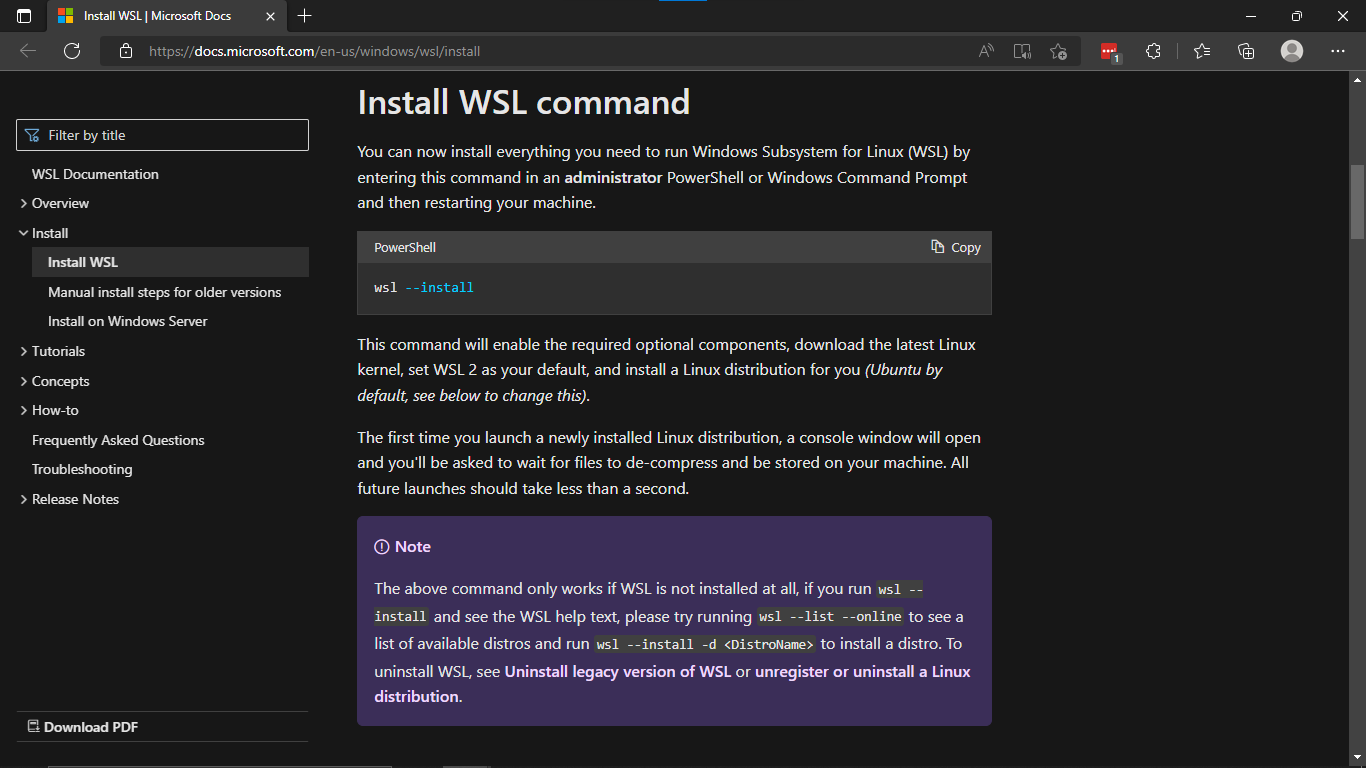 Install WSL | Microsoft Docs
https://docs.microsoft.com/en-us/windows/wsl/install
A
1
Filter by title
WSL Documentation
Overview
Install
Install WSL
Manual install steps for older versions
Install on Windows Server
Tutorials
Concepts
How-to
Frequently Asked Questions
Troubleshooting
Release Notes
Download PDF
Install WSL command
You can now install everything you need to run Windows Subsystem for Linux (WSL) by
entering this command in an administrator PowerShell or Windows Command Prompt
and then restarting your machine.
PowerShell
Copy
wsl --install
This command will enable the required optional components, download the latest Linux
kernel, set WSL 2 as your default, and install a Linux distribution for you (Ubuntu by
default, see below to change this).
The first time you launch a newly installed Linux distribution, a console window will open
and you'll be asked to wait for files to de-compress and be stored on your machine. All
future launches should take less than a second.
Note
The above command only works if WSL is not installed at all, if you run wsl --
install and see the WSL help text, please try running wsl --list --online to see a
list of available distros and run wsl --install -d <DistroName> to install a distro. To
uninstall WSL, see Uninstall legacy version of WSL or unregister or uninstall a Linux
distribution.